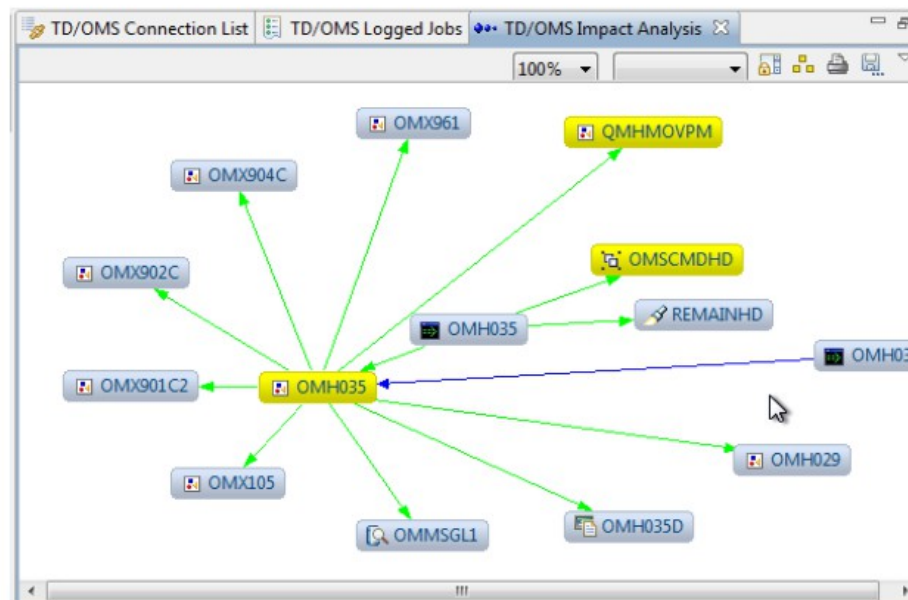 TD/OMS Connection List TD/OMS Logged Jobs TD/OMS Impact Analysis
100%
OMX961
QMHMOVPM
OMX904C
OMSCMDHD
OMX902C
REMAINHD
OMH035
OMH03
OMX901C2
OMH035
OMH029
OMX105
OMMSGL1
OMH035D